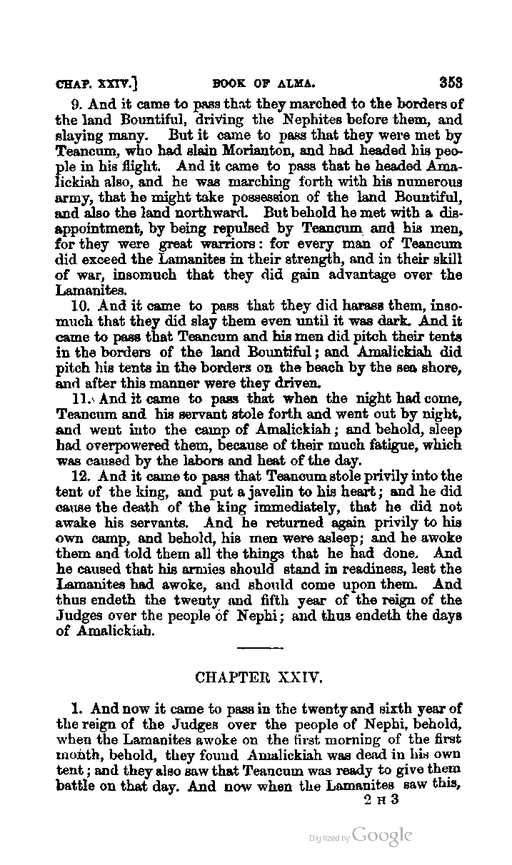 CHAP. XXIV.] BOOK OF ALMA. 353
9. And it came to pass that they marched to the borders of
the land Bountiful, driving the Nephites before them, and
slaying many. But it came to pass that they were met by
Teancum, who had slain Morianton, and had headed his peo-
ple in his flight. And it came to pass that he headed Ama-
lickiah also, and he was marching forth with his numerous
army, that he might take possession of the land Bountiful,
and also the land northward. But behold he met with a dis-
appointment, by being repulsed by Teancum and his men,
for they were great warriors: for every man of Teancum
did exceed the Lamanites in their strength, and in their skill
of war, insomuch that they did gain advantage over the
Lamanites.
10. And it came to pass that they did harass them, inso-
much that they did slay them even until it was dark. And it
came to pass that Teancum and his men did pitch their tents
in the borders of the land Bountiful; and Amalickiah did
pitch his tents in the borders on the beach by the sea shore,
and after this manner were they driven.
11. And it came to pass that when the night had come,
Teancum and his servant stole forth and went out by night,
and went into the camp of Amalickiah; and behold, sleep
had overpowered them, because of their much fatigue, which
was caused by the labors and heat of the day.
12. And it came to pass that Teancum stole privily into the
tent of the king, and put a javelin to his heart; and he did
cause the death of the king immediately, that he did not
awake his servants. And he returned again privily to his
own camp, and behold, his men were asleep; and he awoke
them and told them all the things that he had done. And
he caused that his armies should stand in readiness, lest the
Lamanites had awoke, and should come upon them. And
thus endeth the twenty and fifth year of the reign of the
Judges over the people of Nephi; and thus endeth the days
of Amalickiah.
CHAPTER XXIV.
1. And now it came to pass in the twenty and sixth year of
the reign of the Judges over the people of Nephi, behold,
when the Lamanites awoke on the first morning of the first
month, behold, they found Amalickiah was dead in his own
tent; and they also saw that Teancum was ready to give them
battle on that day. And now when the Lamanites saw this,
2 H 3
Digitized by Google